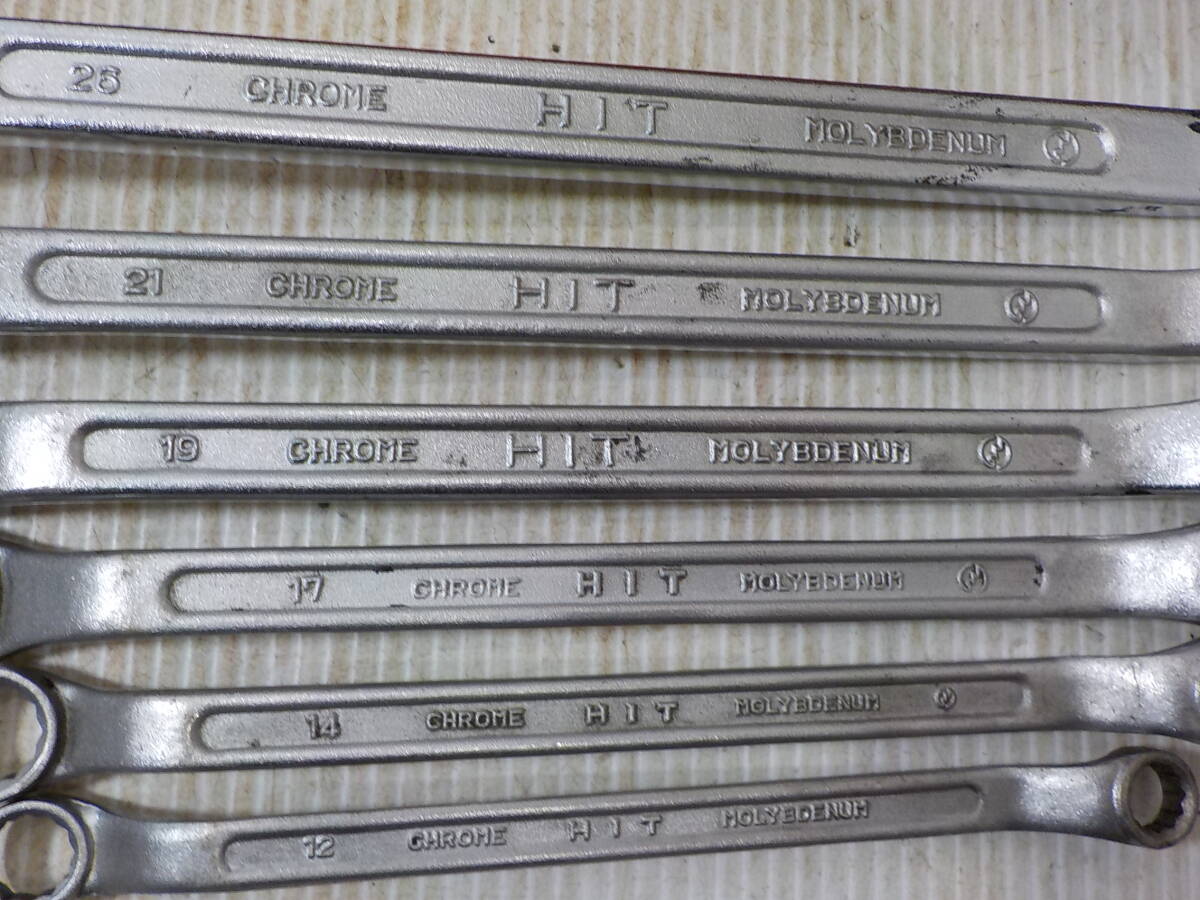 26 CHROME HIT MOLYBDENUM
21 CHROME HIT MOLYBDENUM
19 CHROME HIT MOLYBDENUM
17 CHROME HIT MOLYBDENUM
14 CHROME HIT MOLYBDENUM
12 CHROME HIT MOLYBDENUM